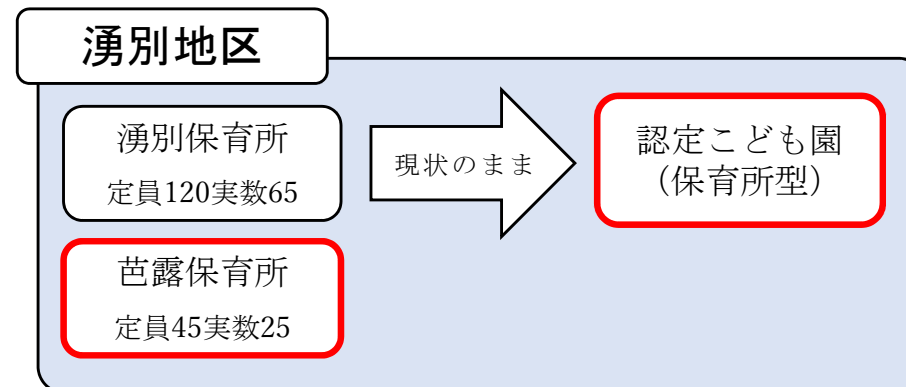 湧別地区
湧別保育所
定員120実数65
現状のまま
認定こども園
（保育所型）
芭露保育所
定員45実数25